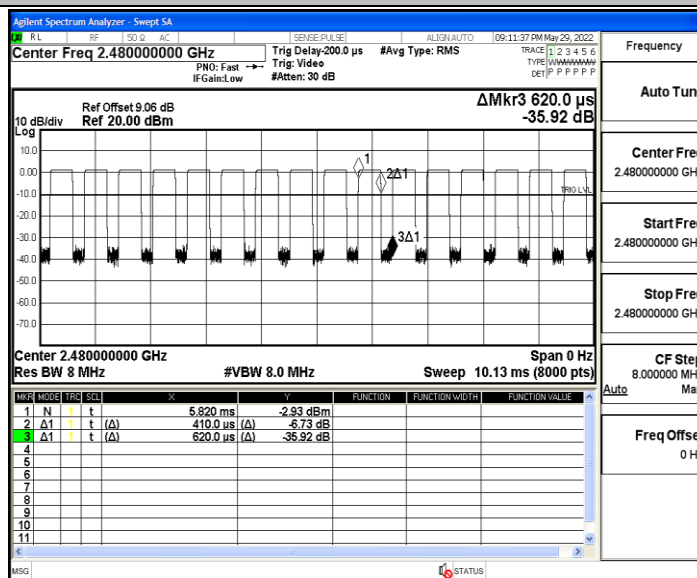 Agilent Spectrum Analyzer - Swept SA
RL RF 50 Ω AC SENSE:PULSE ALIGNAUTO 09:11:37 PM May 29, 2022
Center Freq 2.480000000 GHz
Trig Delay-200.0 µs #Avg Type: RMS
TRACE 1 2 3 4 5 6
PNO: Fast Trig: Video
TYPE
IFGain:Low #Atten: 30 dB
DET P P P P P P
Frequency
ΔMkr3 620.0 µs
-35.92 dB
Ref Offset 9.06 dB
10 dB/div Ref 20.00 dBm
Log
10.0
0.00
-10.0
-20.0
-30.0
-40.0
-50.0
-60.0
-70.0
1
2Δ1
TRIG LVL
3Δ1
Center 2.480000000 GHz Span 0 Hz
Res BW 8 MHz #VBW 8.0 MHz Sweep 10.13 ms (8000 pts)
MKR MODE TRC SCL X Y FUNCTION FUNCTION WIDTH FUNCTION VALUE
1 N 1 t 5.820 ms -2.93 dBm
2 Δ1 1 t (Δ) 410.0 µs (Δ) -6.73 dB
3 Δ1 1 t (Δ) 620.0 µs (Δ) -35.92 dB
4
5
6
7
8
9
10
11
MSG STATUS
Auto Tun
Center Fre
2.480000000 GH
Start Fre
2.480000000 GH
Stop Fre
2.480000000 GH
CF Step
8.000000 MH
Auto Ma
Freq Offse
0 H